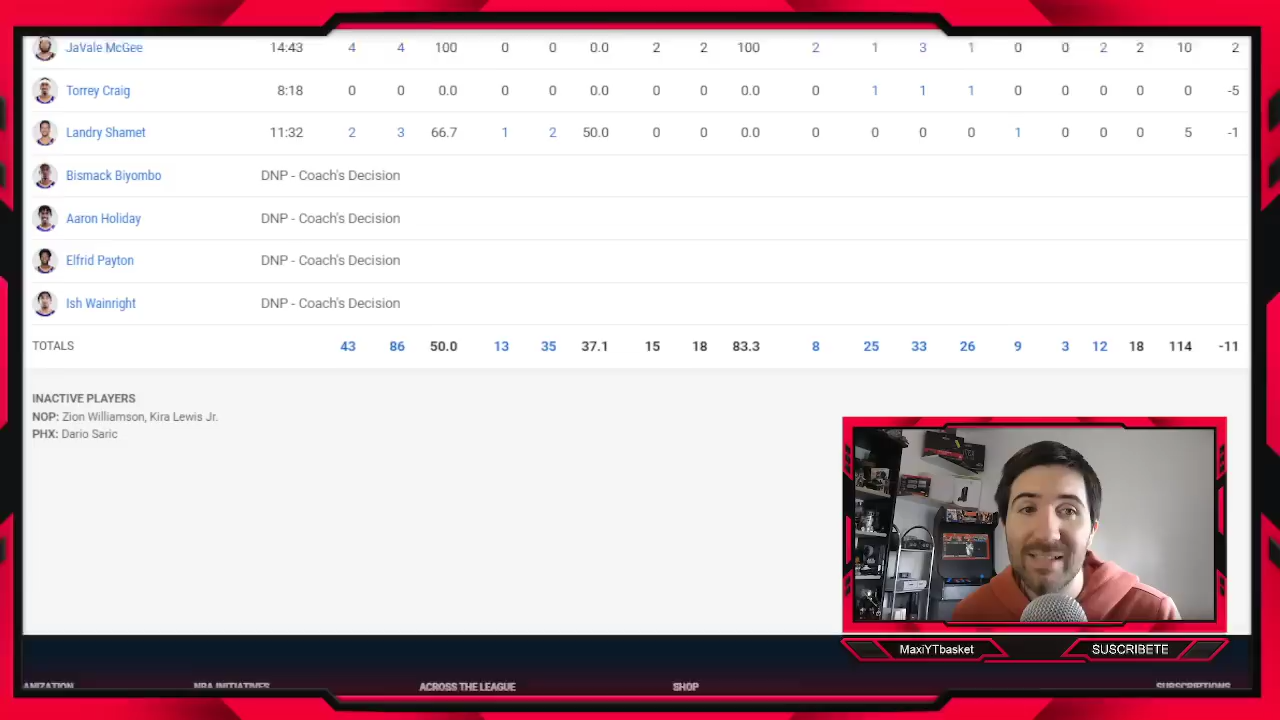 JaVale McGee 14:43 4 4 100 0 0 0.0 2 2 100 2 1 3 1 0 0 2 2 10 2
Torrey Craig 8:18 0 0 0.0 0 0 0.0 0 0 0.0 0 1 1 1 0 0 0 0 0 -5
Landry Shamet 11:32 2 3 66.7 1 2 50.0 0 0 0.0 0 0 0 0 1 0 0 0 5 -1
Bismack Biyombo DNP - Coach's Decision
Aaron Holiday DNP - Coach's Decision
Elfrid Payton DNP - Coach's Decision
Ish Wainright DNP - Coach's Decision
TOTALS 43 86 50.0 13 35 37.1 15 18 83.3 8 25 33 26 9 3 12 18 114 -11
INACTIVE PLAYERS
NOP: Zion Williamson, Kira Lewis Jr.
PHX: Dario Saric
MaxiYTbasket SUSCRIBETE
ANIZATION NBA INITIATIVES ACROSS THE LEAGUE SHOP SUBSCRIPTIONS